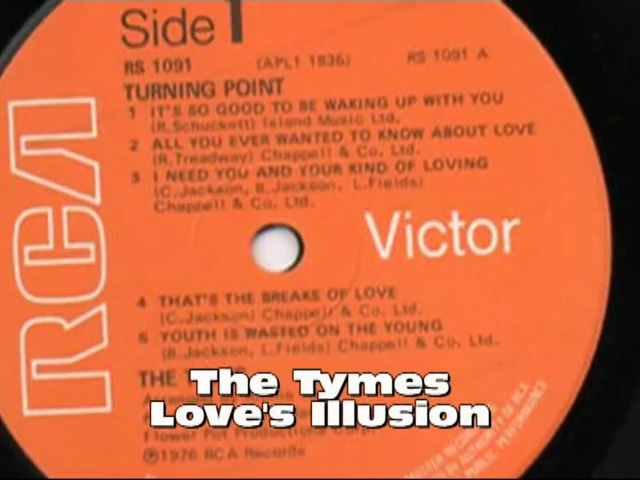 Side 1
RS 1091 (APL1 1836) RS 1091 A
TURNING POINT
1 IT'S SO GOOD TO BE WAKING UP WITH YOU
(R.Schuckett) Island Music Ltd.
2 ALL YOU EVER WANTED TO KNOW ABOUT LOVE
(R.Treadway) Chappell & Co. Ltd.
3 I NEED YOU AND YOUR KIND OF LOVING
(C.Jackson, B.Jackson, L.Fields)
Chappell & Co. Ltd.
RCA
Victor
4 THAT'S THE BREAKS OF LOVE
(C.Jackson) Chappell & Co. Ltd.
5 YOUTH IS WASTED ON THE YOUNG
(B.Jackson, L.Fields) Chappell & Co. Ltd.
THE
The Tymes
Love's Illusion
Flower Pot Productions Corp.
℗1976 RCA Records